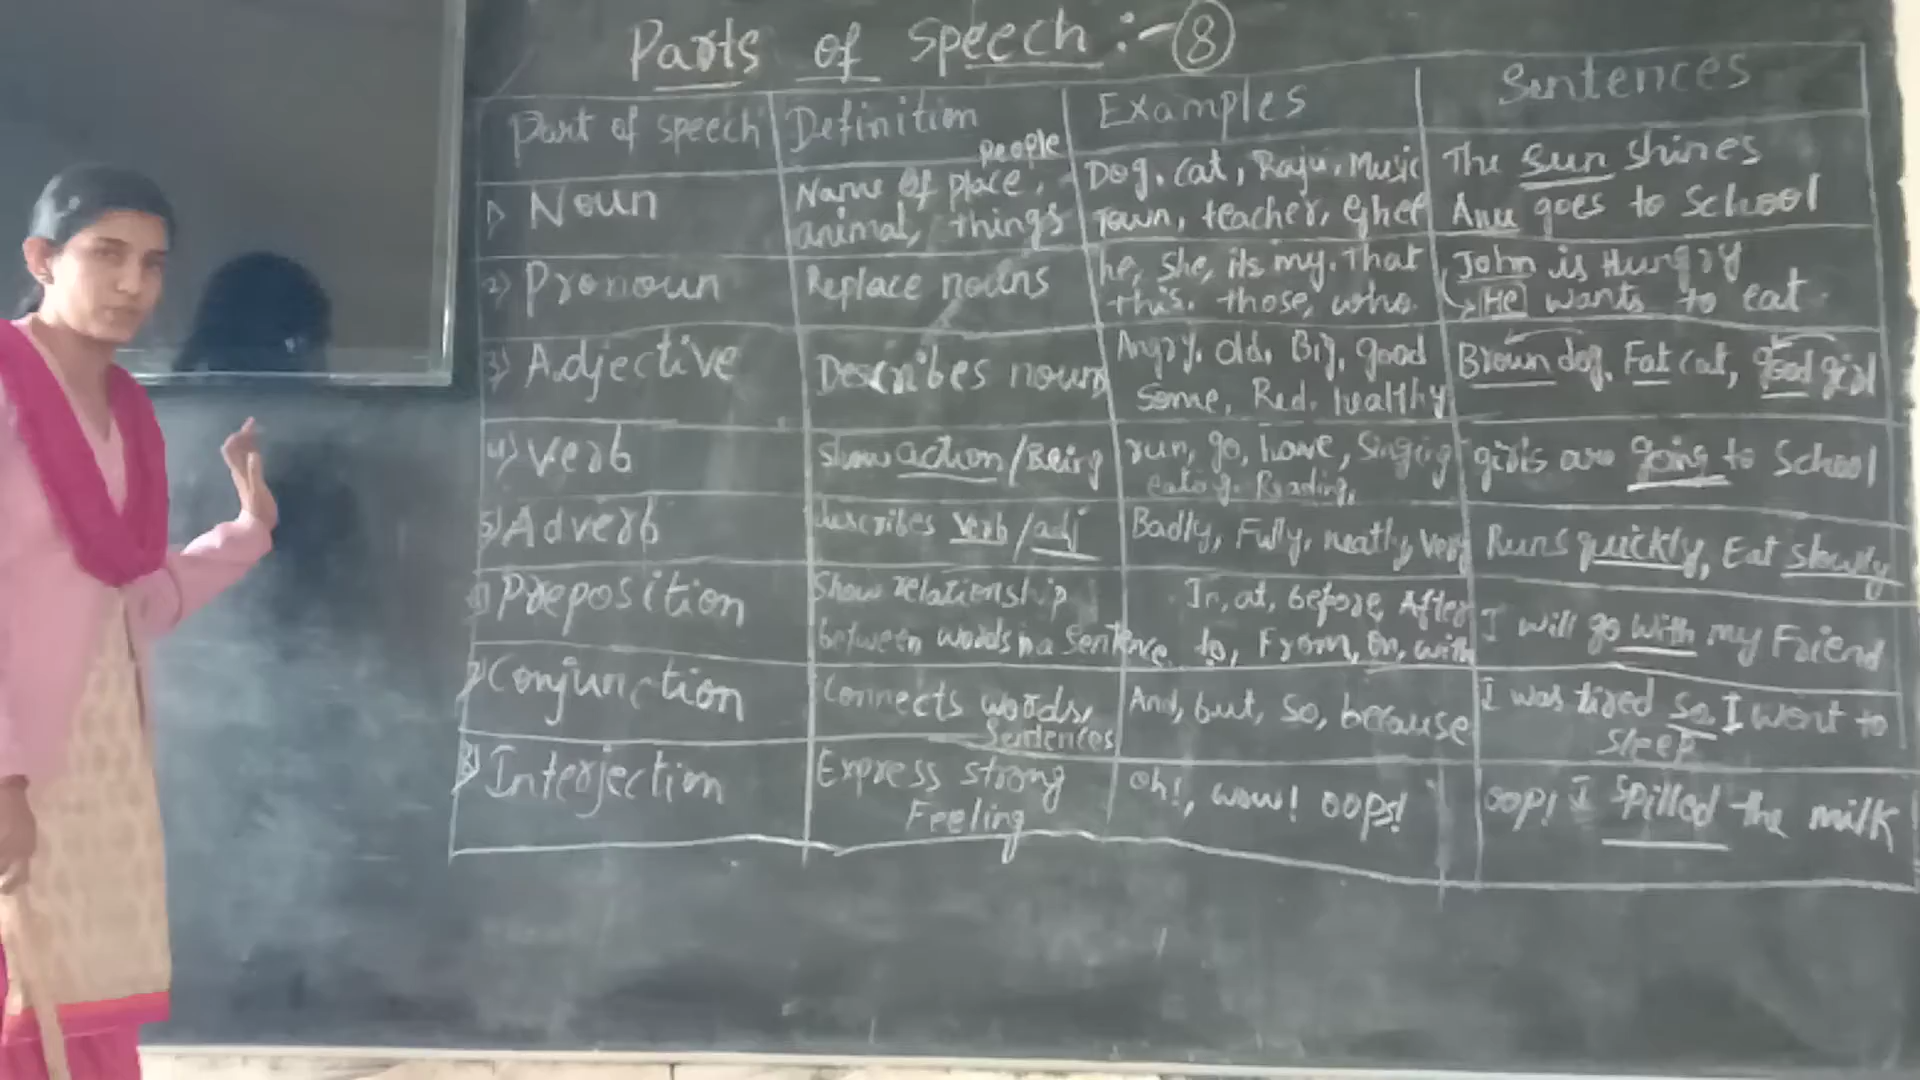 Parts of speech :- 8
Part of speech Definition Examples Sentences
1) Noun Name of place, people animal, things Dog, cat, Raju, Music Town, teacher, The sun shines Anu goes to School
2) Pronoun Replace nouns he, She, its my, That this, those, who John is Hungry He wants to eat
3) Adjective Describes nouns Angry, Old, Big, good Some, Red, healthy Brown dog, Fat cat, good girl
4) Verb Show action/Being run, go, have, Singing Reading, girls are going to School
5) Adverb describes verb/adj Badly, Fully, neatly, very Runs quickly, Eat slowly
Preposition Show relationship between words in a Sentence In, at, before, After to, From, on, with I will go with my Friend
7) Conjunction Connects words, Sentences And, but, so, because I was tired so I went to sleep
8) Interjection Express strong Feeling oh!, wow! oops! oop! I spilled the milk